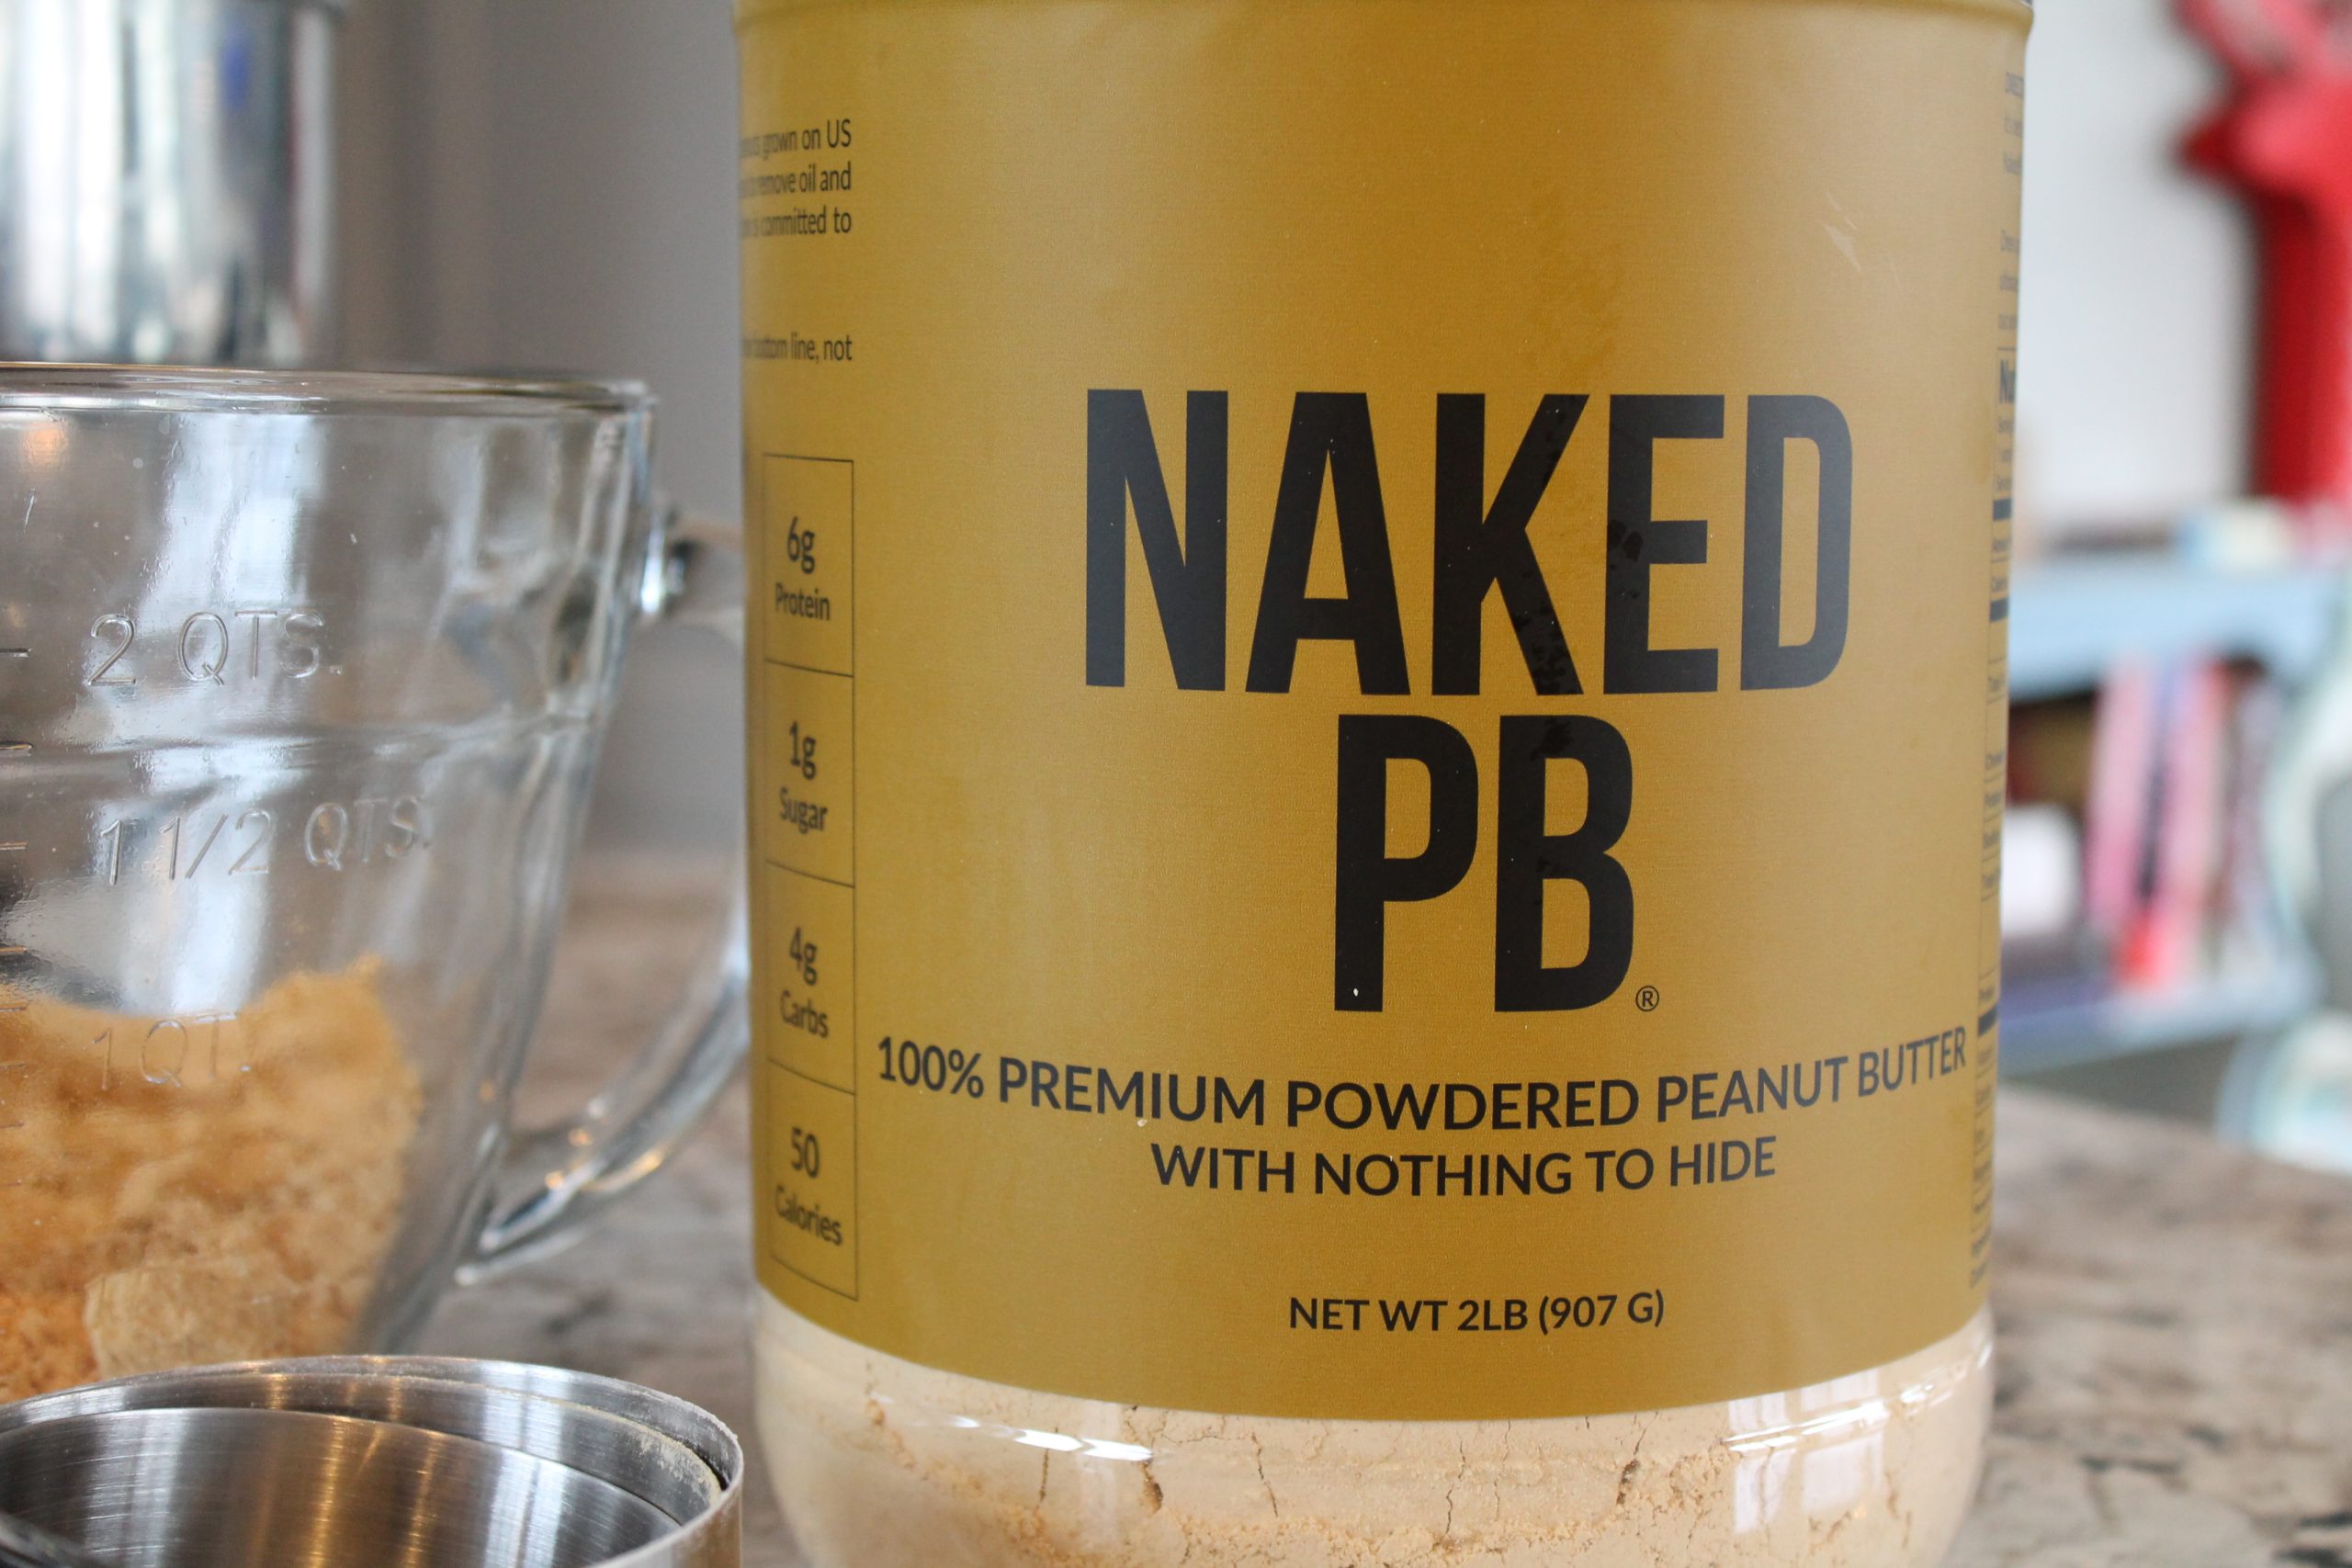 2 QTS.
1 1/2 QTS.
1 QT.
grown on US
remove oil and
committed to
bottom line, not
6g
Protein
1g
Sugar
4g
Carbs
50
Calories
NAKED
PB®
100% PREMIUM POWDERED PEANUT BUTTER
WITH NOTHING TO HIDE
NET WT 2LB (907 G)